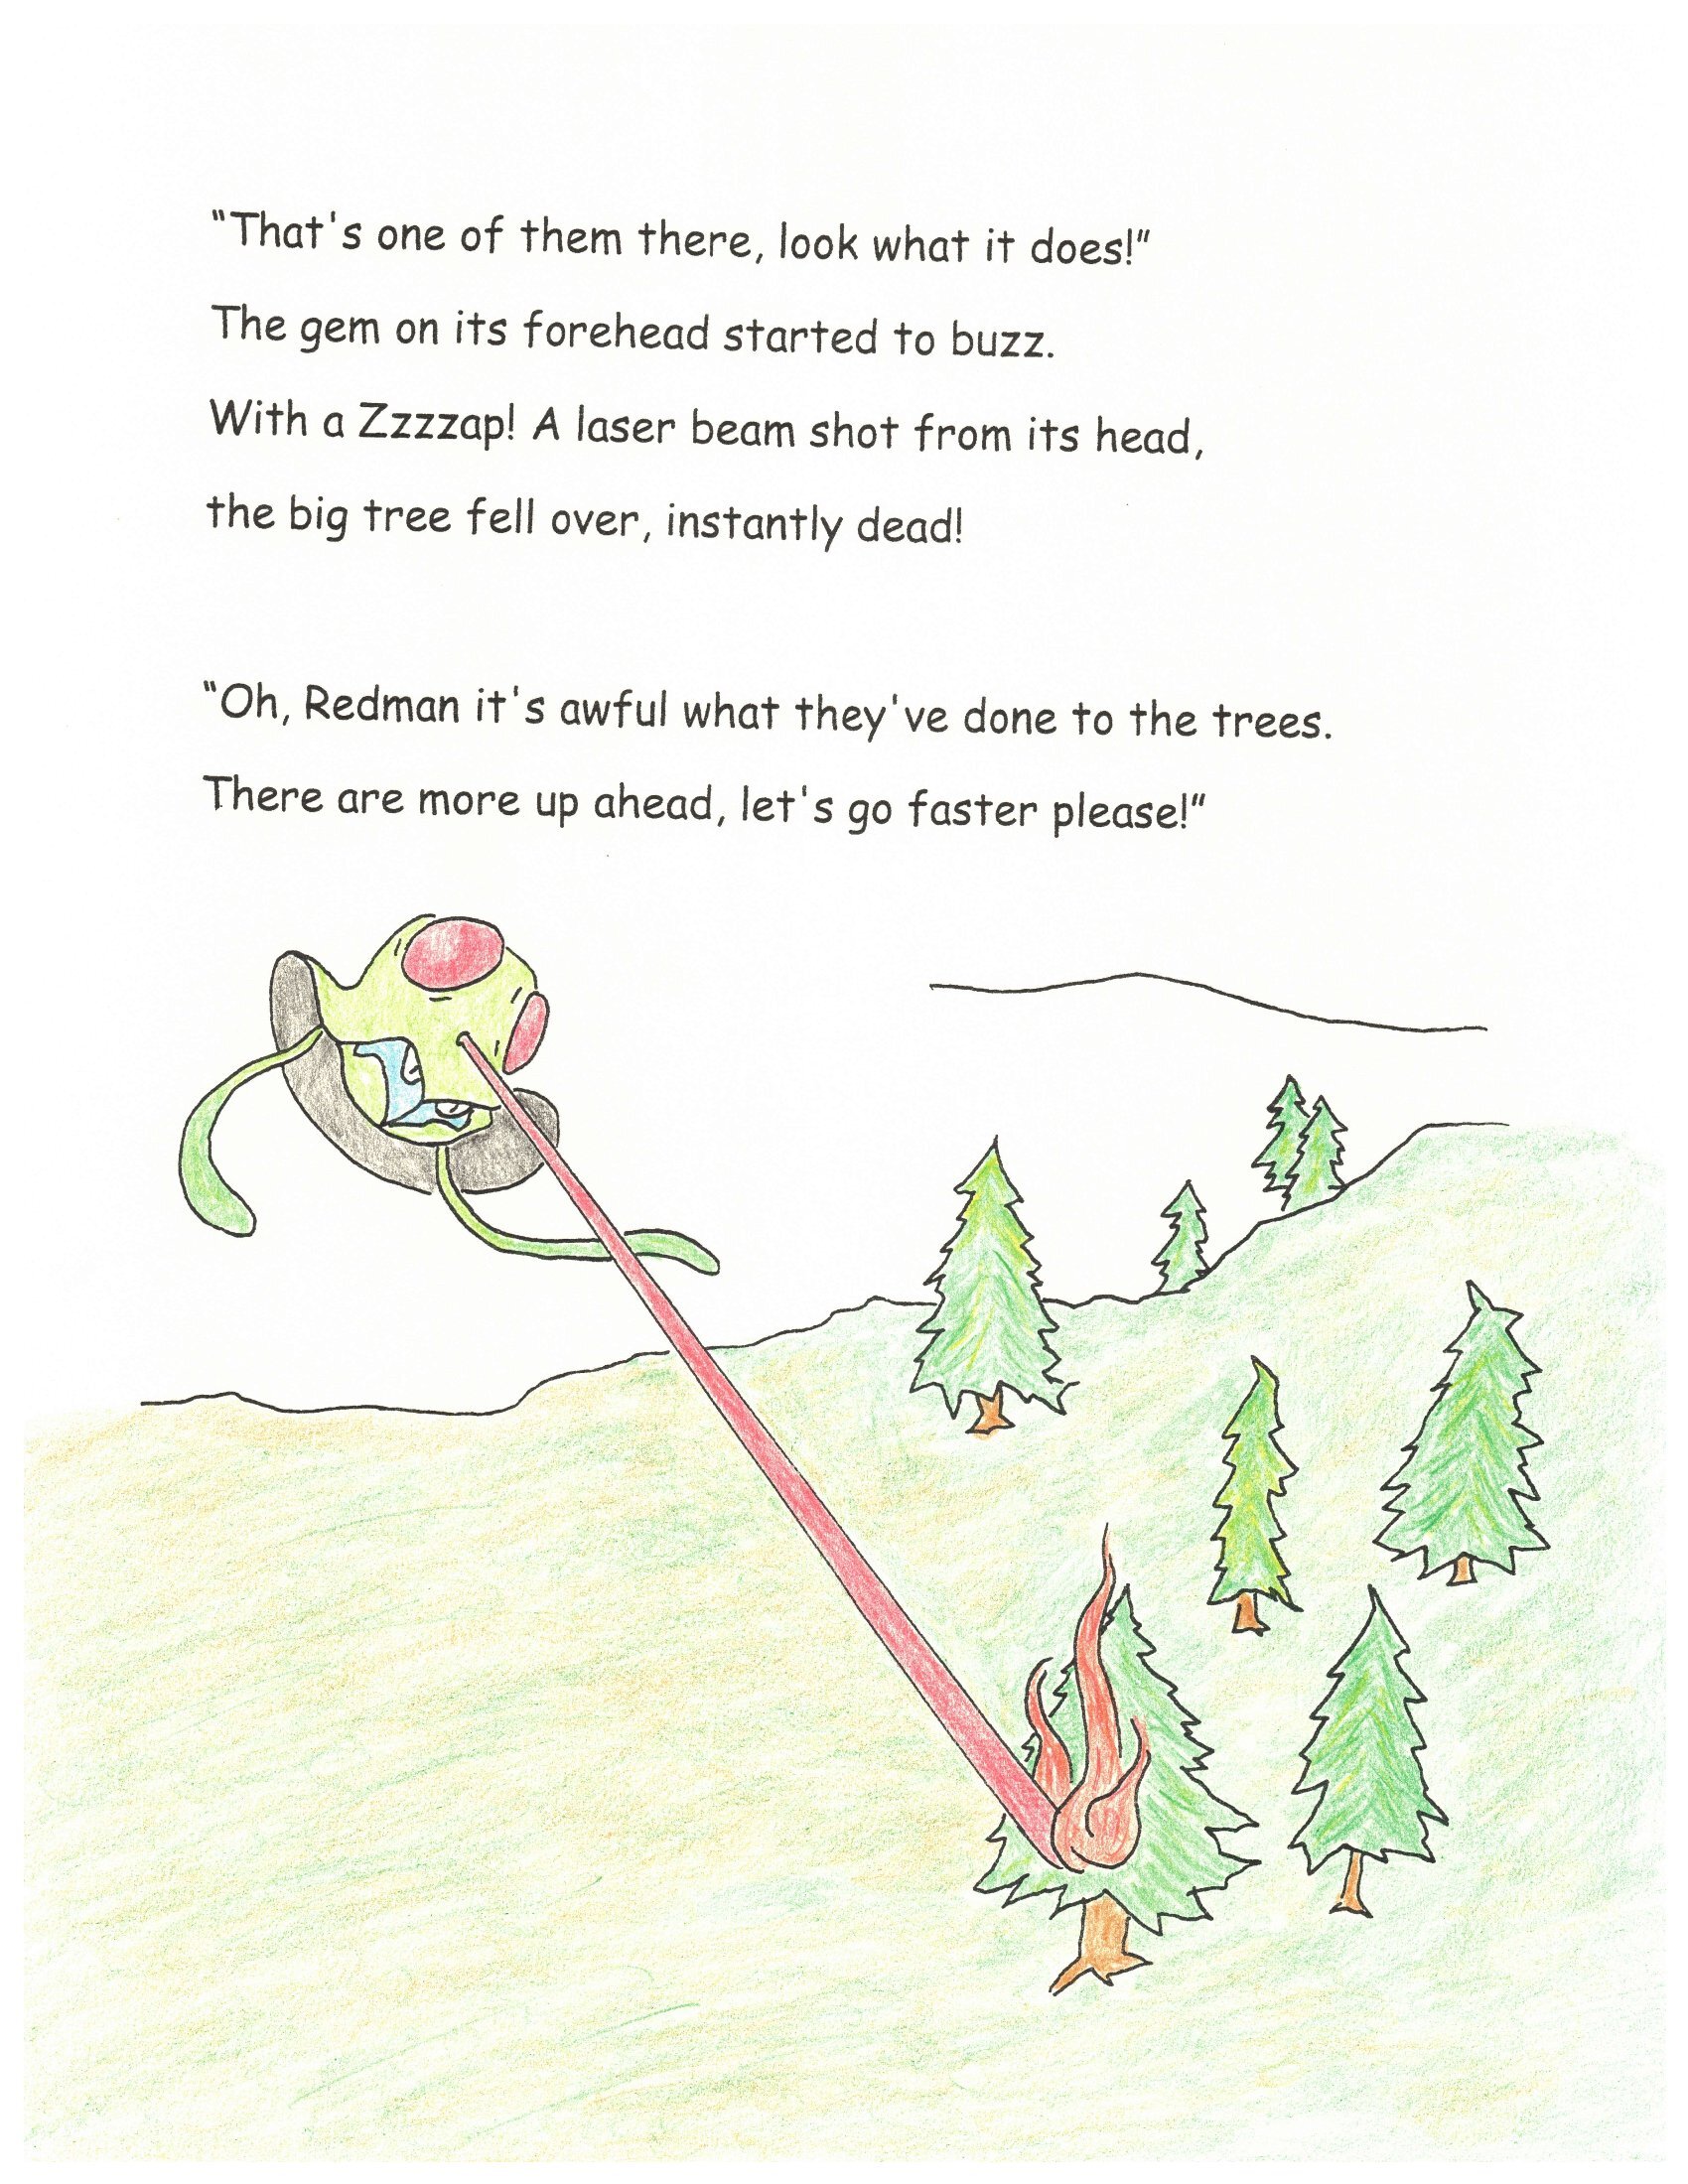 "That's one of them there, look what it does!"
The gem on its forehead started to buzz.
With a Zzzzap! A laser beam shot from its head,
the big tree fell over, instantly dead!
"Oh, Redman it's awful what they've done to the trees.
There are more up ahead, let's go faster please!"